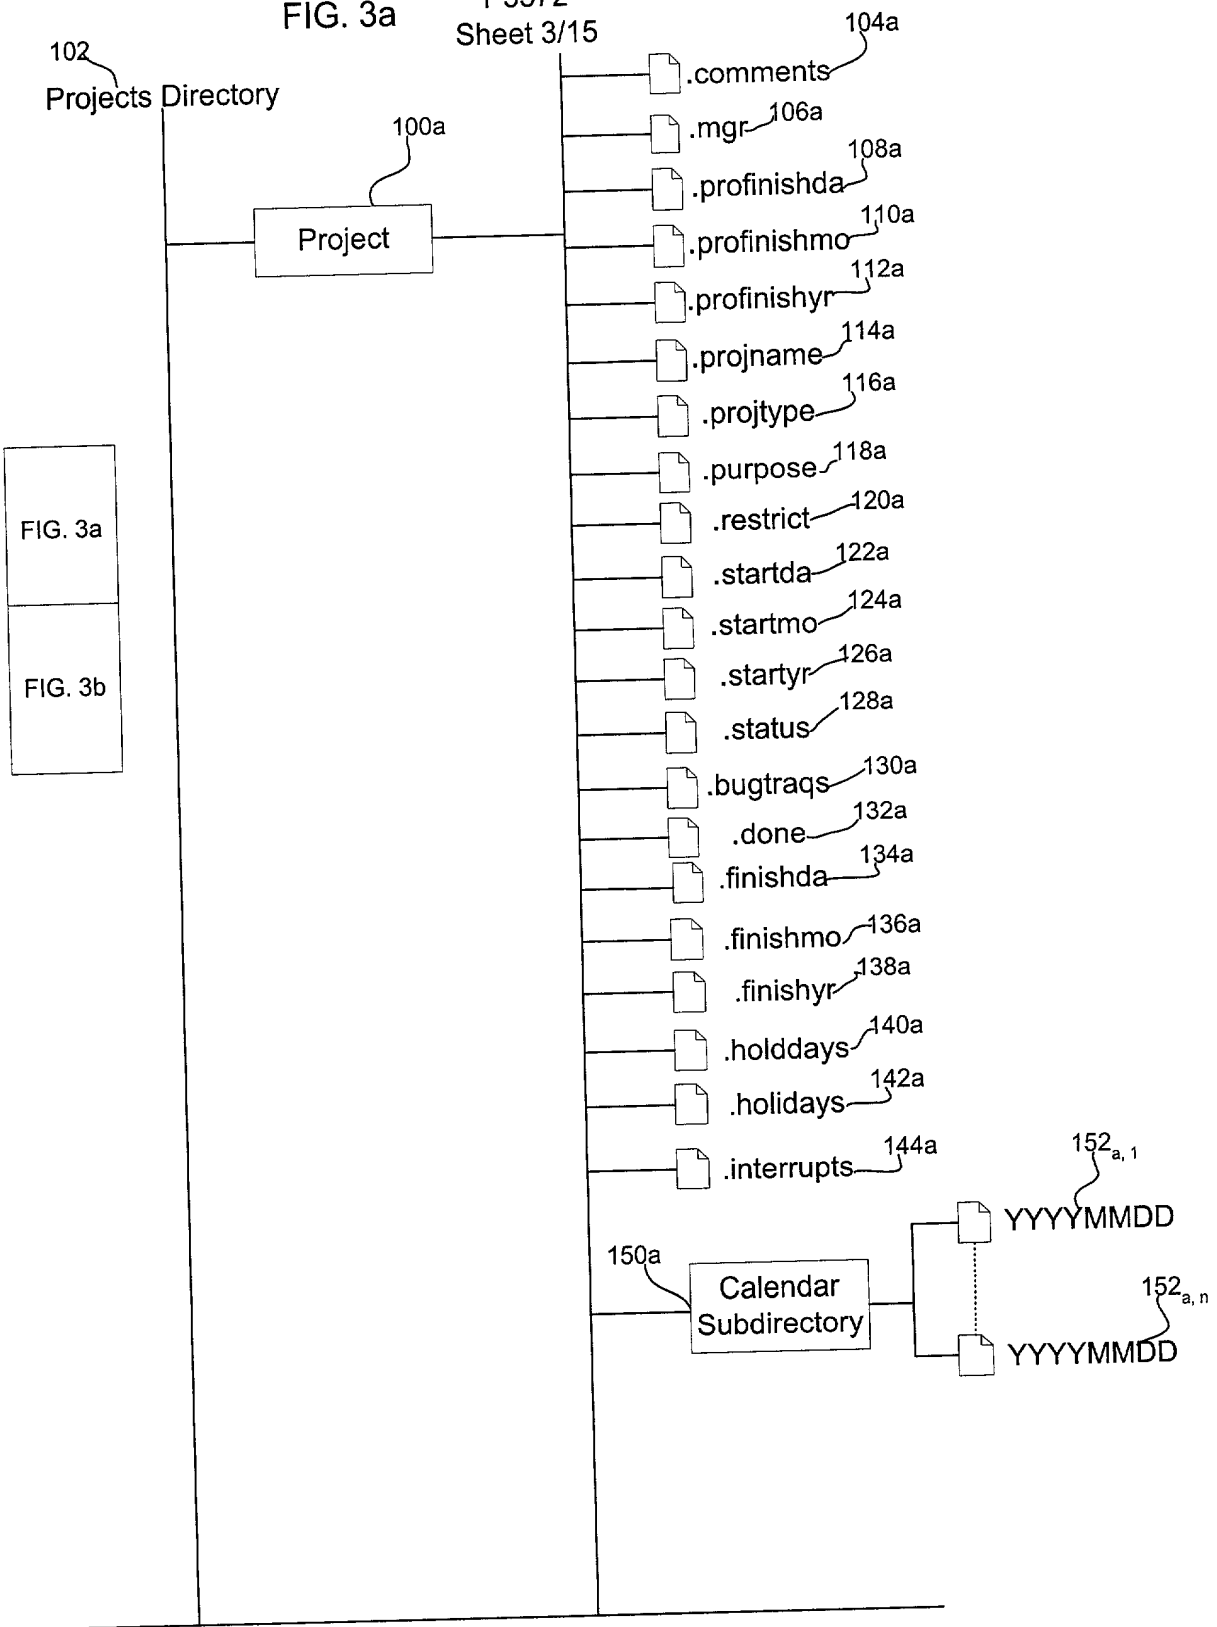 FIG. 3a
Sheet 3/15
102
Projects Directory
100a
Project
.comments 104a
.mgr 106a
.profinishda 108a
.profinishmo 110a
.profinishyr 112a
.projname 114a
.projtype 116a
.purpose 118a
.restrict 120a
.startda 122a
.startmo 124a
.startyr 126a
.status 128a
.bugtraqs 130a
.done 132a
.finishda 134a
.finishmo 136a
.finishyr 138a
.holddays 140a
.holidays 142a
.interrupts 144a
FIG. 3a
FIG. 3b
150a
Calendar
Subdirectory
152a, 1
YYYYMMDD
152a, n
YYYYMMDD